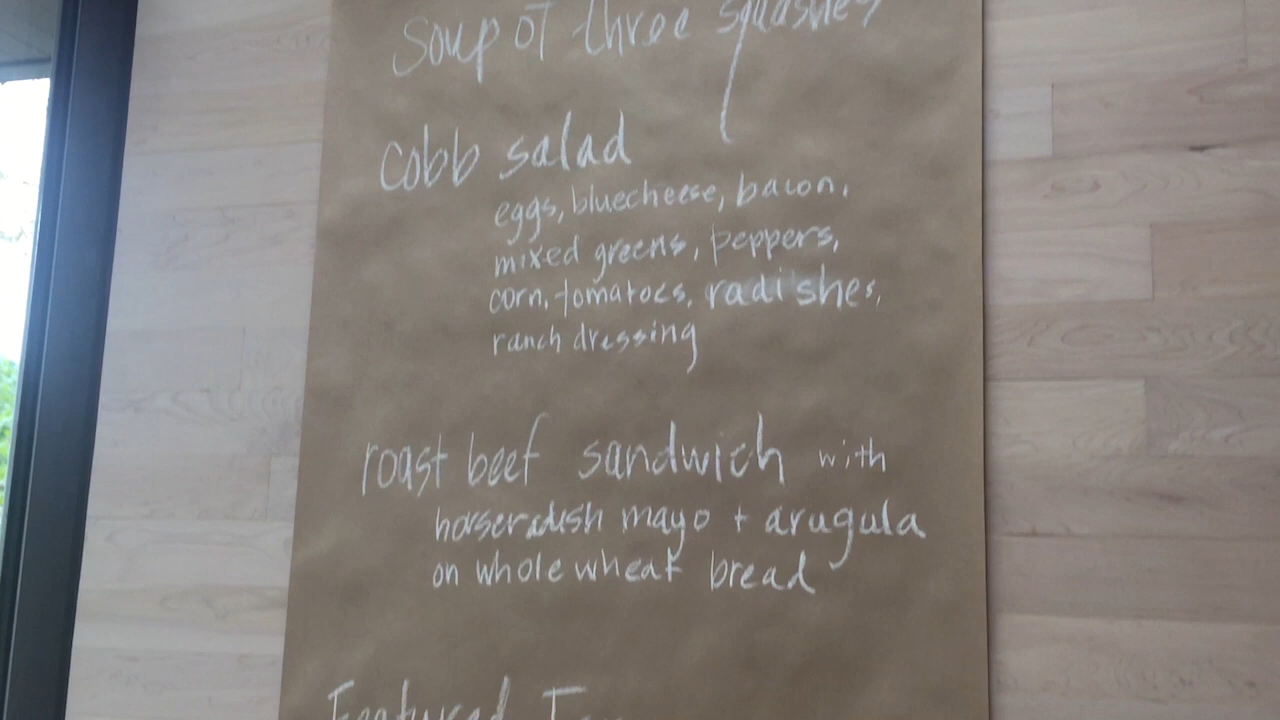 soup of three squashes
cobb salad
eggs, bluecheese, bacon,
mixed greens, peppers,
corn, tomatoes, radishes,
ranch dressing
roast beef sandwich with
horseradish mayo + arugula
on whole wheat bread
Featured